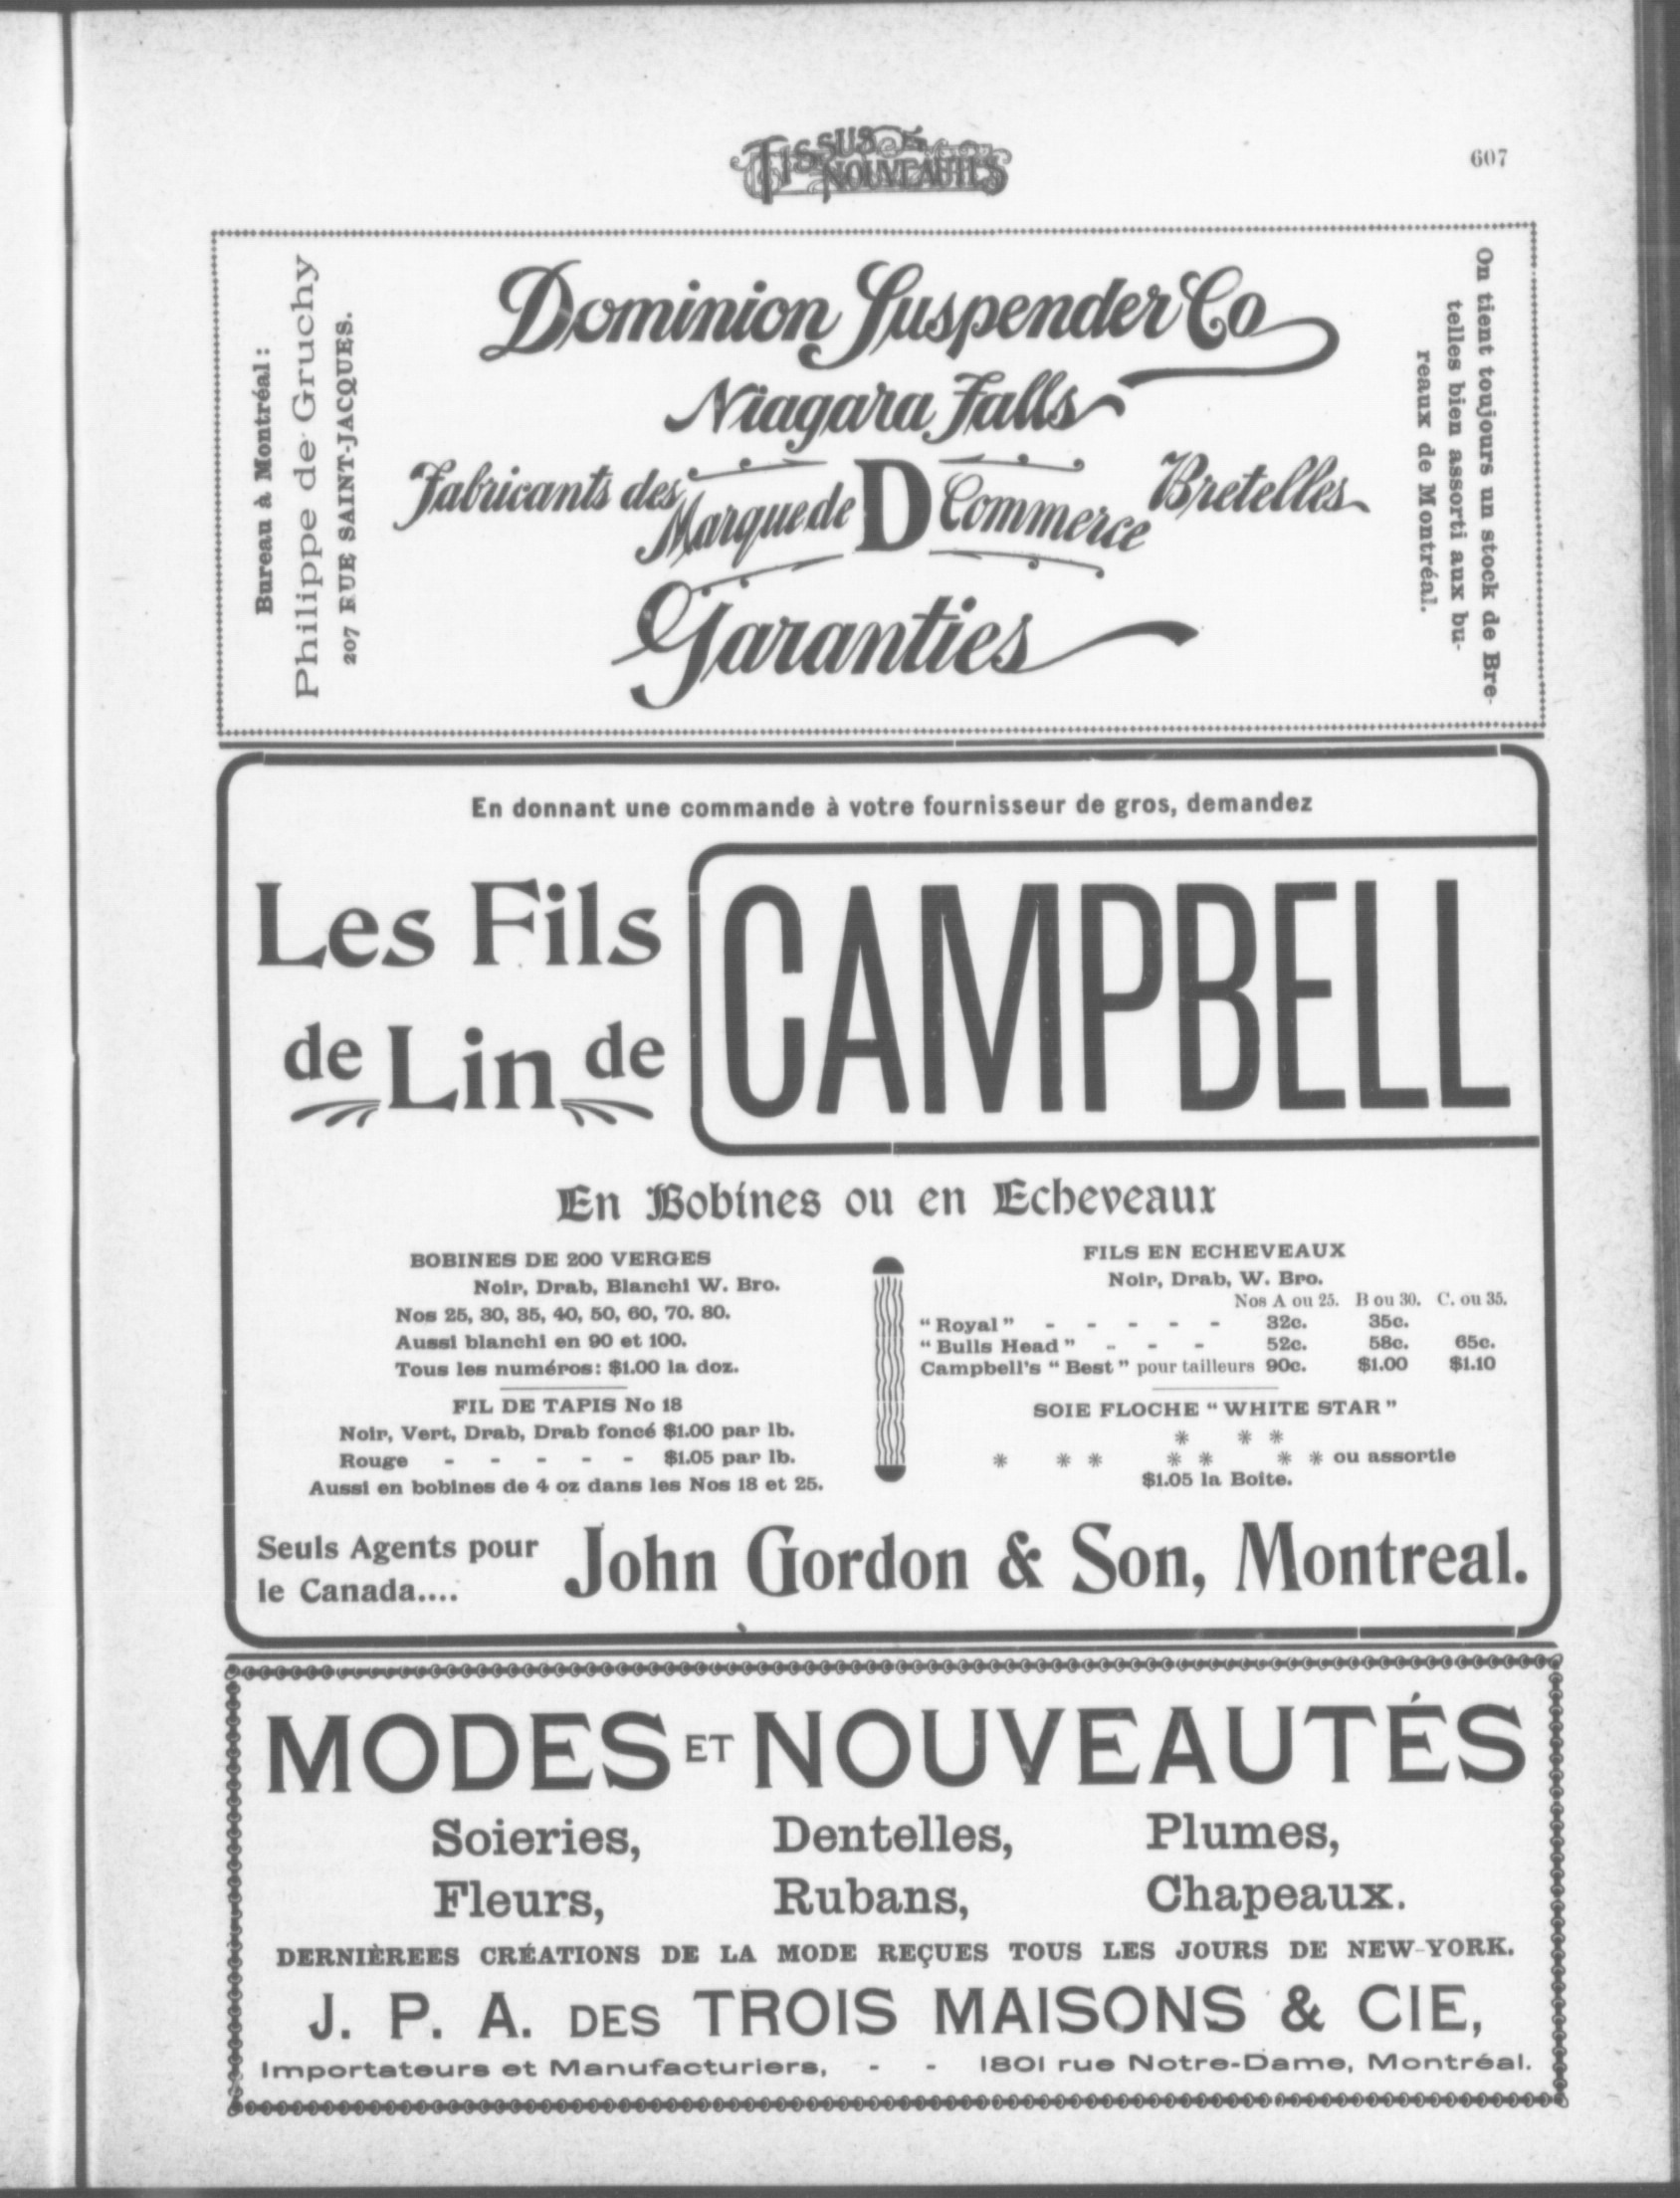 TISSUS ET
NOUVEAUTÉS
607
Bureau à Montréal:
Philippe de Gruchy
207 RUE SAINT-JACQUES.
Dominion Suspender Co
Niagara Falls
Fabricants des Bretelles
Marque de D Commerce
Garanties
On tient toujours un stock de Bre-
telles bien assorti aux bu-
reaux de Montréal.
En donnant une commande à votre fournisseur de gros, demandez
Les Fils
de Lin de
CAMPBELL
En Bobines ou en Echeveaux
BOBINES DE 200 VERGES
Noir, Drab, Blanchi W. Bro.
Nos 25, 30, 35, 40, 50, 60, 70. 80.
Aussi blanchi en 90 et 100.
Tous les numéros: $1.00 la doz.
FIL DE TAPIS No 18
Noir, Vert, Drab, Drab foncé $1.00 par lb.
Rouge - - - - - $1.05 par lb.
Aussi en bobines de 4 oz dans les Nos 18 et 25.
FILS EN ECHEVEAUX
Noir, Drab, W. Bro.
Nos A ou 25. B ou 30. C. ou 35.
"Royal" - - - - - 32c. 35c.
"Bulls Head" - - - 52c. 58c. 65c.
Campbell's "Best" pour tailleurs 90c. $1.00 $1.10
SOIE FLOCHE "WHITE STAR"
* * *
* * * * * * * ou assortie
$1.05 la Boite.
Seuls Agents pour
le Canada....
John Gordon & Son, Montreal.
MODES ET NOUVEAUTÉS
Soieries, Dentelles, Plumes,
Fleurs, Rubans, Chapeaux.
DERNIÈREES CRÉATIONS DE LA MODE REÇUES TOUS LES JOURS DE NEW-YORK.
J. P. A. DES TROIS MAISONS & CIE,
Importateurs et Manufacturiers, - - 1801 rue Notre-Dame, Montréal.